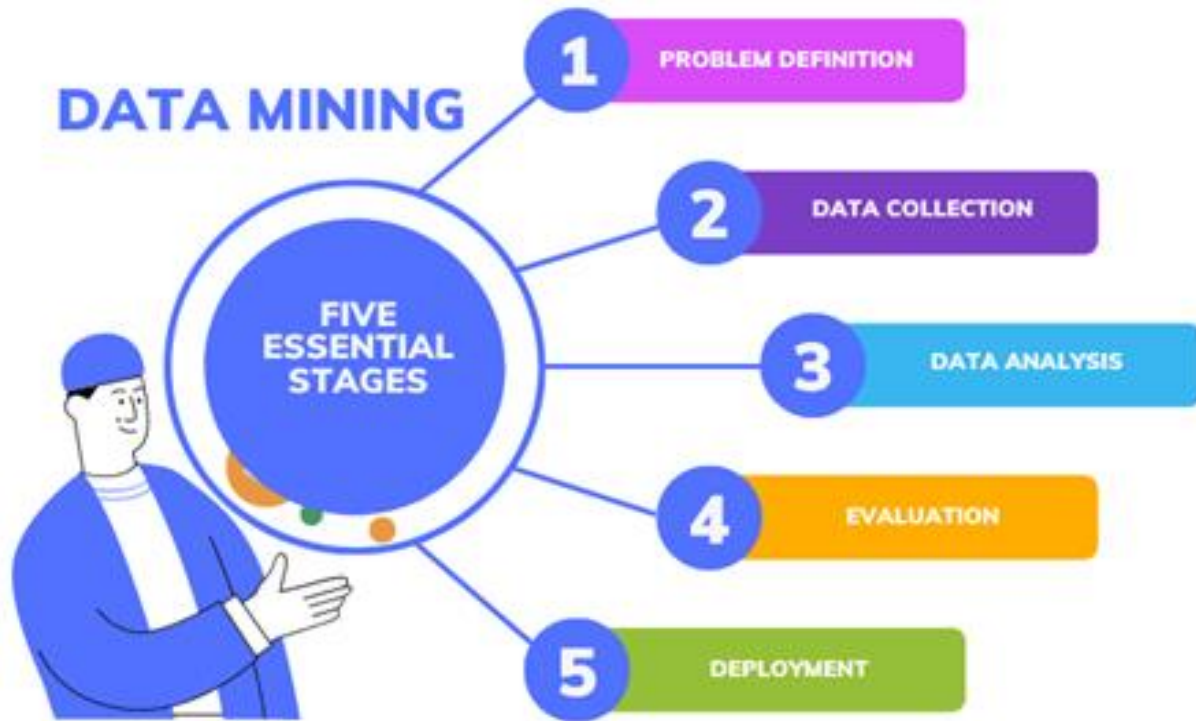 DATA MINING
FIVE
ESSENTIAL
STAGES
1
PROBLEM DEFINITION
2
DATA COLLECTION
3
DATA ANALYSIS
4
EVALUATION
5
DEPLOYMENT